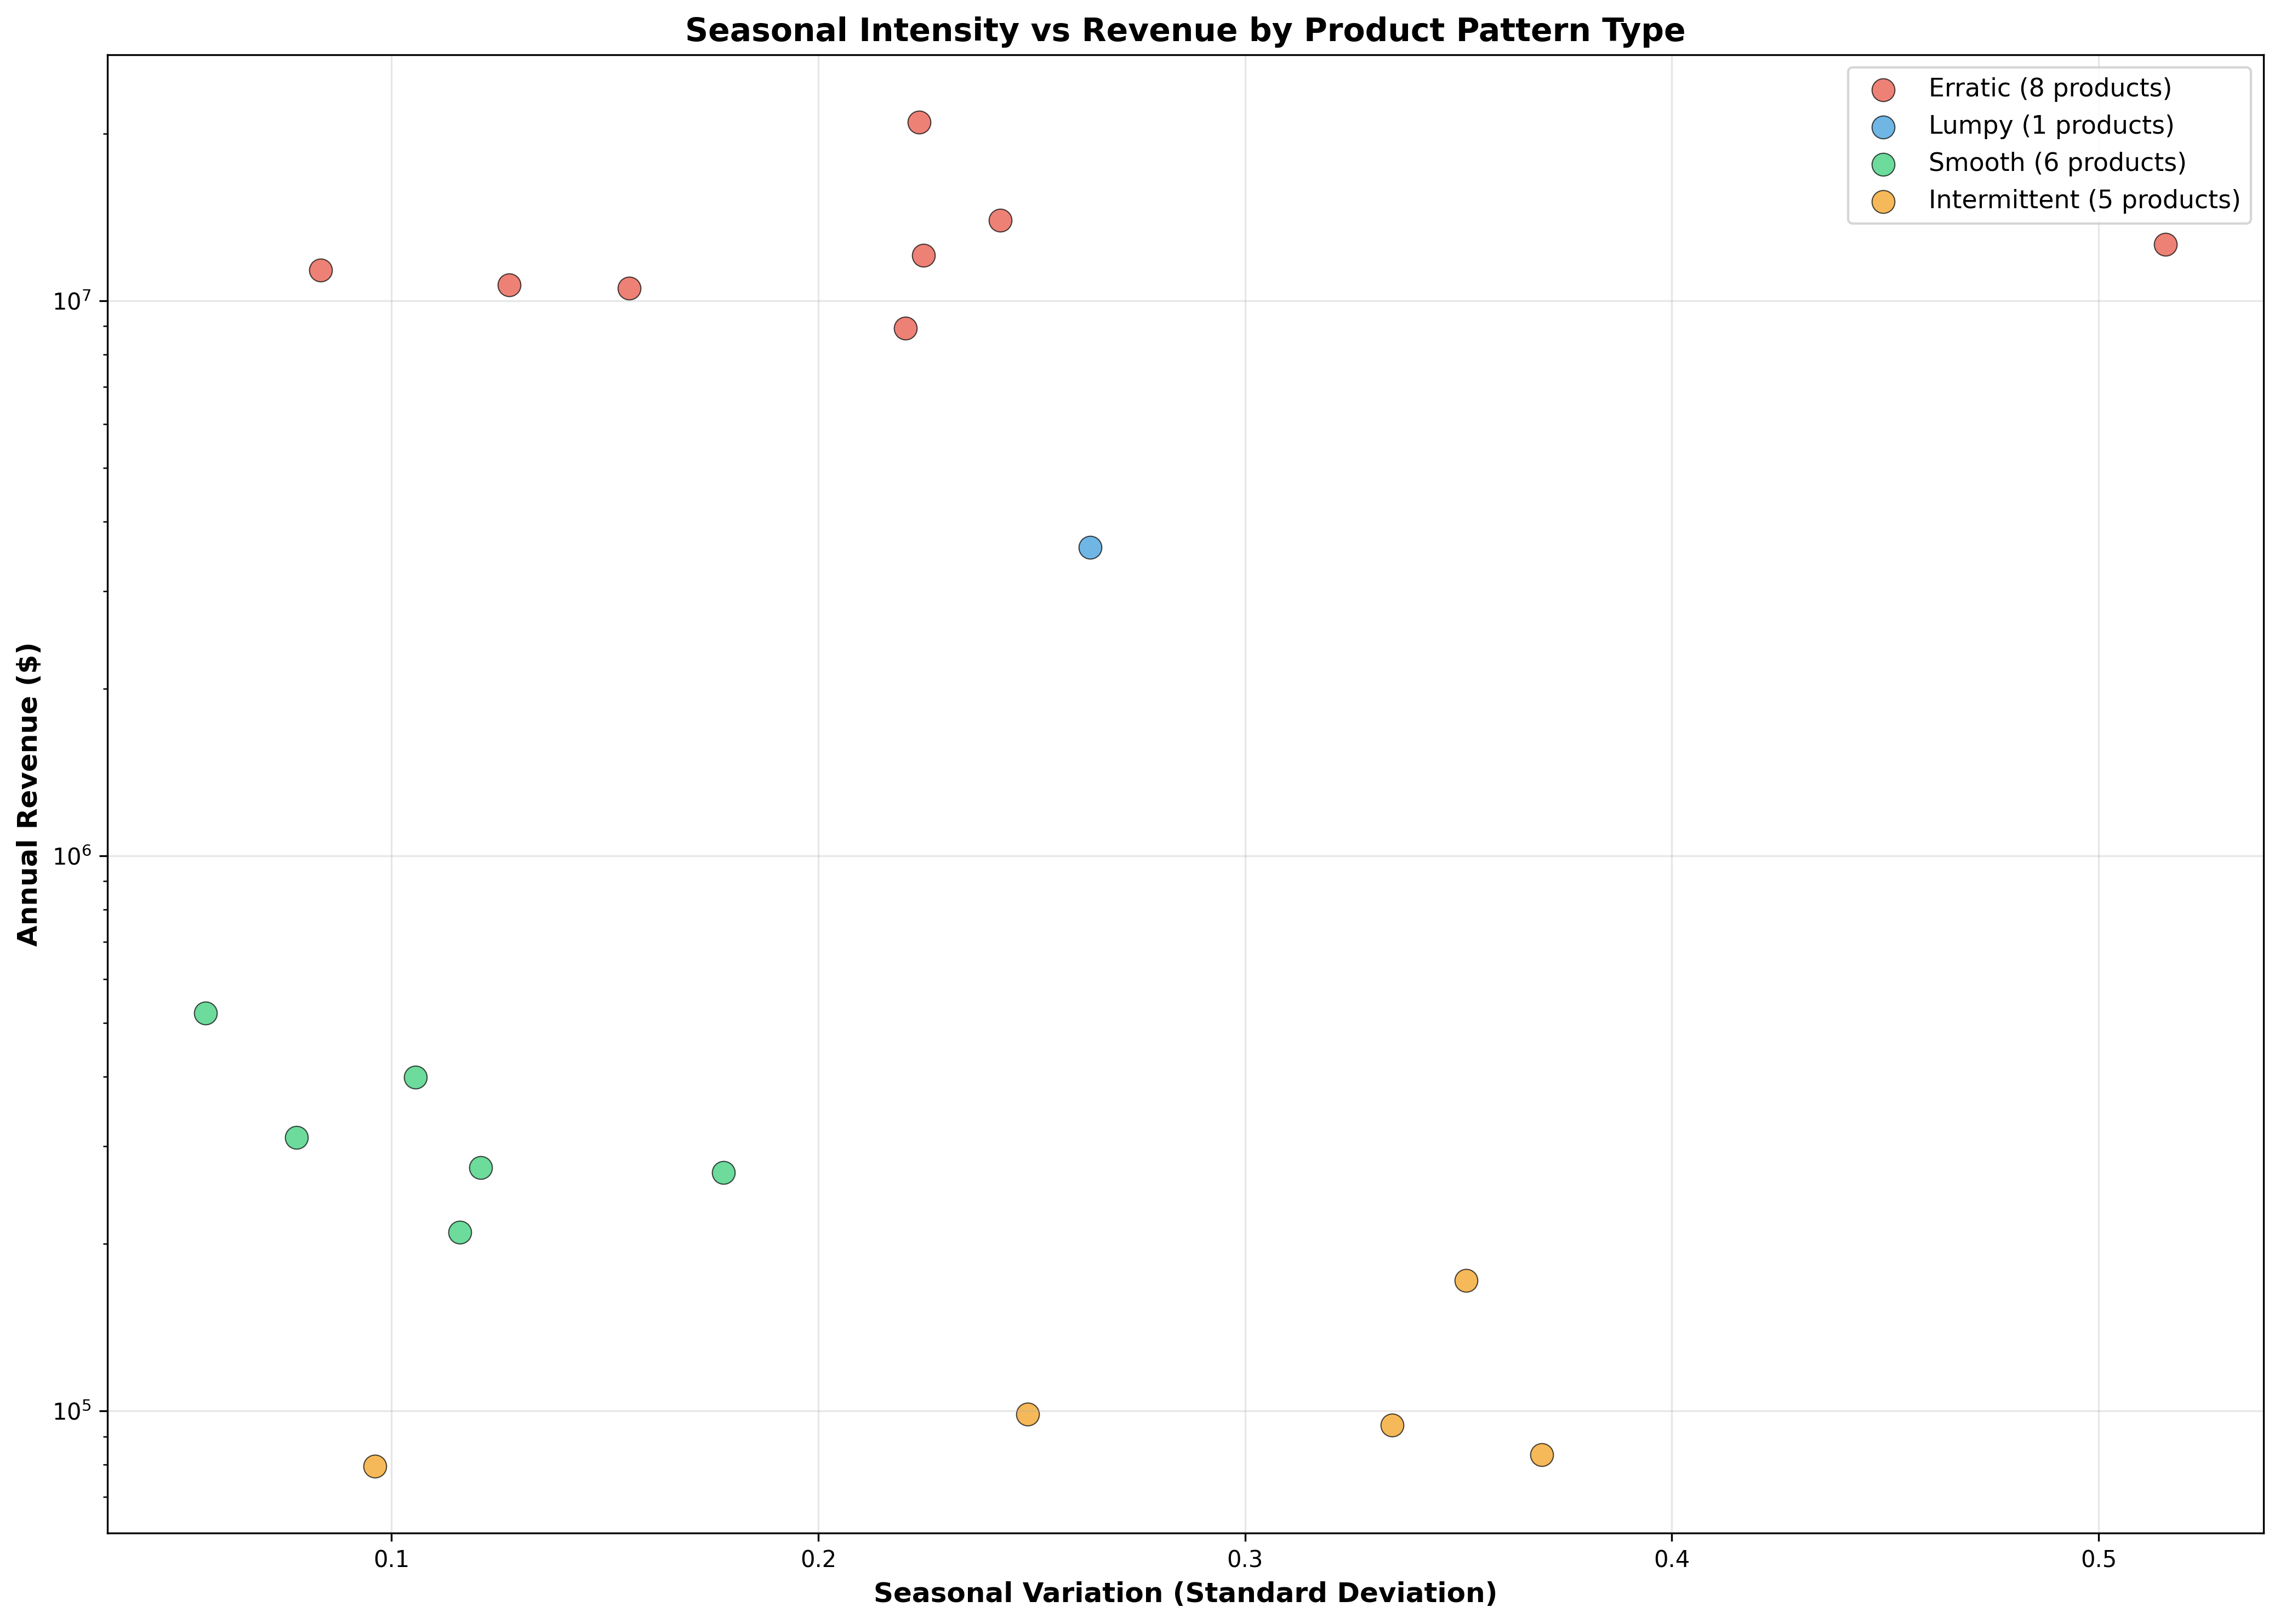 Seasonal Intensity vs Revenue by Product Pattern Type
Erratic (8 products)
Lumpy (1 products)
Smooth (6 products)
Intermittent (5 products)
Annual Revenue ($)
10⁷
10⁶
10⁵
0.1 0.2 0.3 0.4 0.5
Seasonal Variation (Standard Deviation)